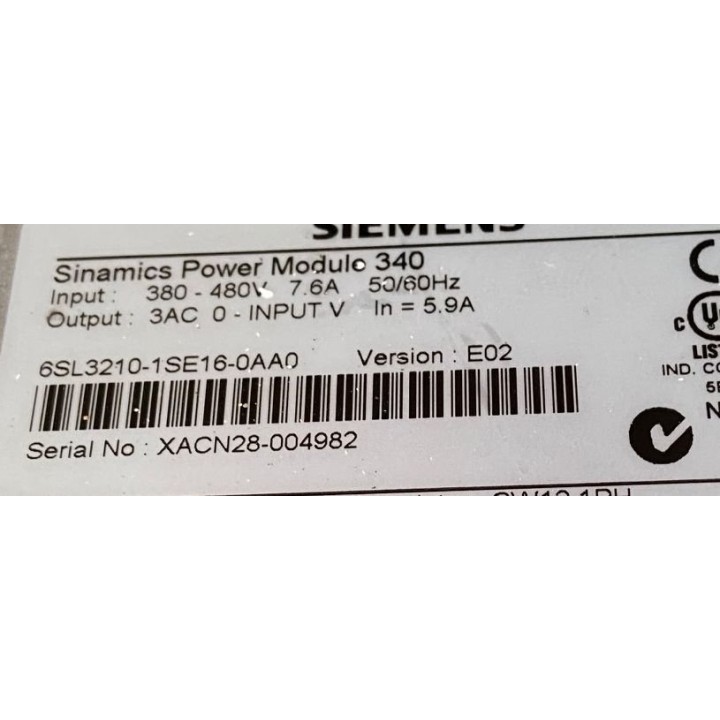 SIEMENS
Sinamics Power Module 340
Input : 380 - 480V 7.6A 50/60Hz
Output : 3AC 0 - INPUT V In = 5.9A
6SL3210-1SE16-0AA0 Version : E02
Serial No : XACN28-004982
LIS
IND. CO
N